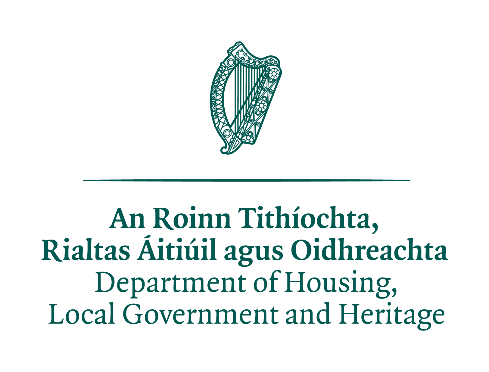 An Roinn Tithíochta,
Rialtas Áitiúil agus Oidhreachta
Department of Housing,
Local Government and Heritage